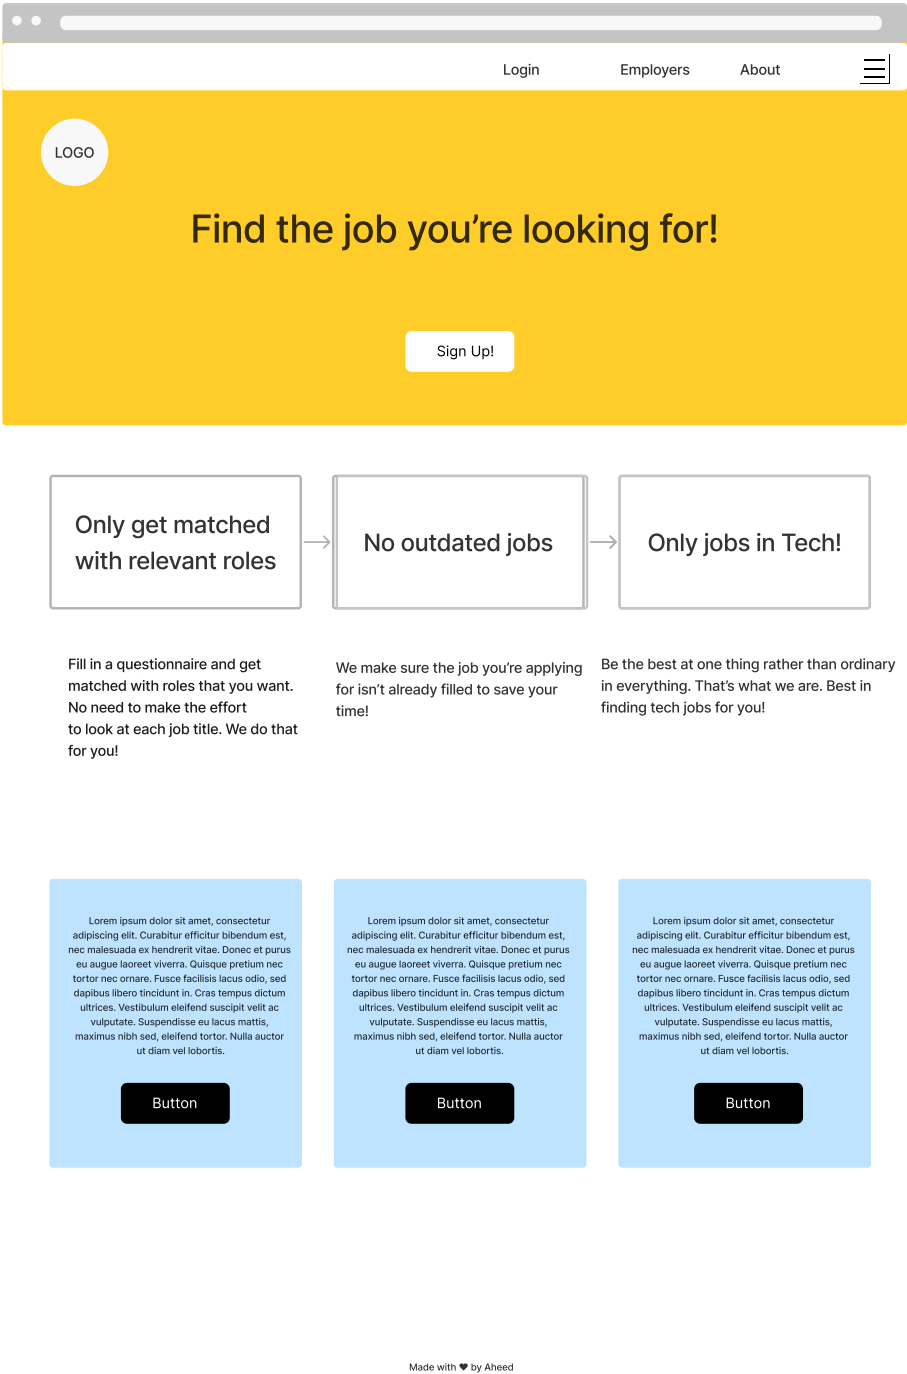 Login
Employers
About
LOGO
Find the job you’re looking for!
Sign Up!
Only get matched
with relevant roles
No outdated jobs
Only jobs in Tech!
Fill in a questionnaire and get
matched with roles that you want.
No need to make the effort
to look at each job title. We do that
for you!
We make sure the job you’re applying
for isn’t already filled to save your
time!
Be the best at one thing rather than ordinary
in everything. That’s what we are. Best in
finding tech jobs for you!
Lorem ipsum dolor sit amet, consectetur
adipiscing elit. Curabitur efficitur bibendum est,
nec malesuada ex hendrerit vitae. Donec et purus
eu augue laoreet viverra. Quisque pretium nec
tortor nec ornare. Fusce facilisis lacus odio, sed
dapibus libero tincidunt in. Cras tempus dictum
ultrices. Vestibulum eleifend suscipit velit ac
vulputate. Suspendisse eu lacus mattis,
maximus nibh sed, eleifend tortor. Nulla auctor
ut diam vel lobortis.
Button
Lorem ipsum dolor sit amet, consectetur
adipiscing elit. Curabitur efficitur bibendum est,
nec malesuada ex hendrerit vitae. Donec et purus
eu augue laoreet viverra. Quisque pretium nec
tortor nec ornare. Fusce facilisis lacus odio, sed
dapibus libero tincidunt in. Cras tempus dictum
ultrices. Vestibulum eleifend suscipit velit ac
vulputate. Suspendisse eu lacus mattis,
maximus nibh sed, eleifend tortor. Nulla auctor
ut diam vel lobortis.
Button
Lorem ipsum dolor sit amet, consectetur
adipiscing elit. Curabitur efficitur bibendum est,
nec malesuada ex hendrerit vitae. Donec et purus
eu augue laoreet viverra. Quisque pretium nec
tortor nec ornare. Fusce facilisis lacus odio, sed
dapibus libero tincidunt in. Cras tempus dictum
ultrices. Vestibulum eleifend suscipit velit ac
vulputate. Suspendisse eu lacus mattis,
maximus nibh sed, eleifend tortor. Nulla auctor
ut diam vel lobortis.
Button
Made with ♥ by Aheed